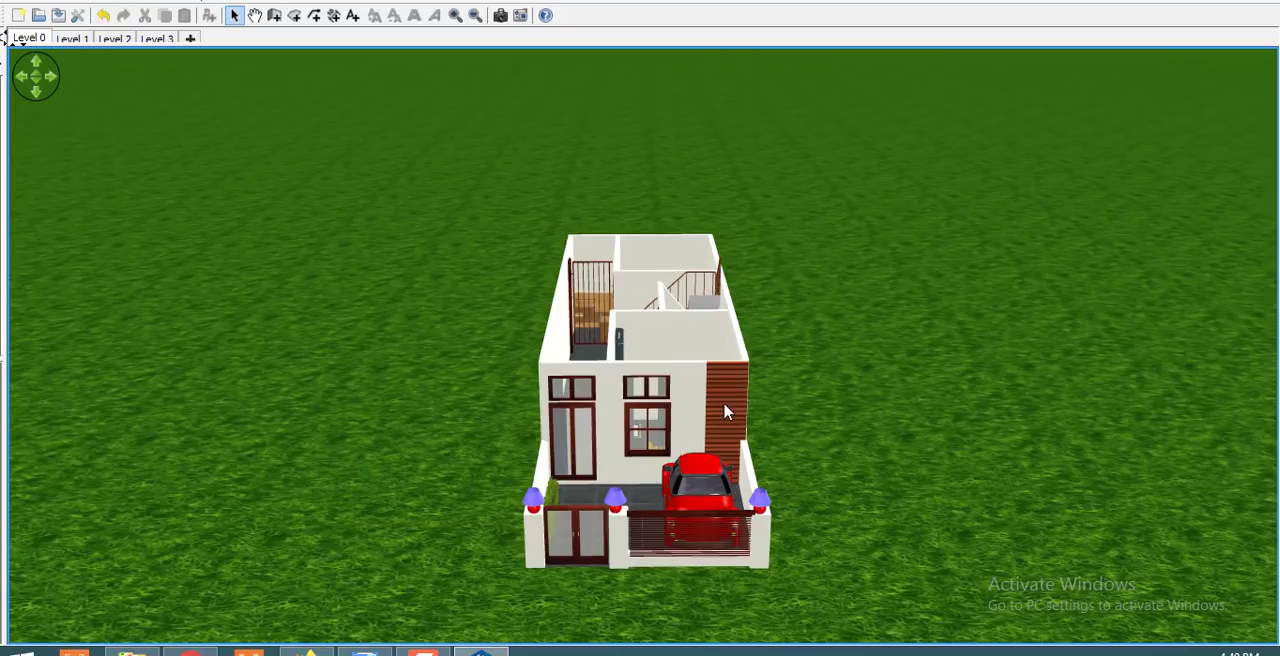 Level 0 Level 1 Level 2 Level 3
Activate Windows
Go to PC settings to activate Windows.